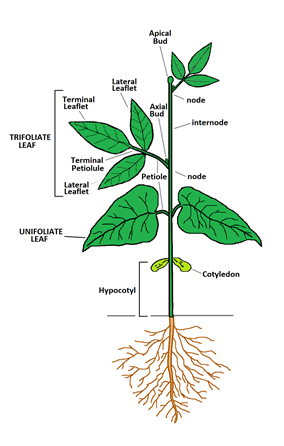 Apical
Bud
Lateral
Leaflet
Terminal
Leaflet
Axial
Bud
node
internode
TRIFOLIATE
LEAF
Terminal
Petiolule
Petiole
node
Lateral
Leaflet
UNIFOLIATE
LEAF
Cotyledon
Hypocotyl